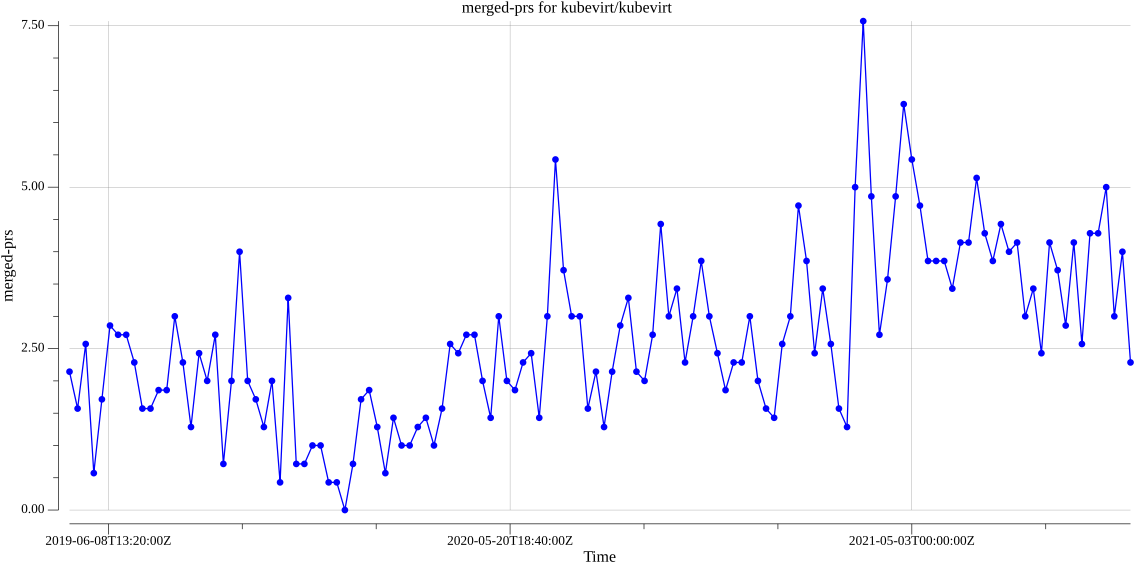 merged-prs for kubevirt/kubevirt
7.50
5.00
merged-prs
2.50
0.00
2019-06-08T13:20:00Z
2020-05-20T18:40:00Z
2021-05-03T00:00:00Z
Time